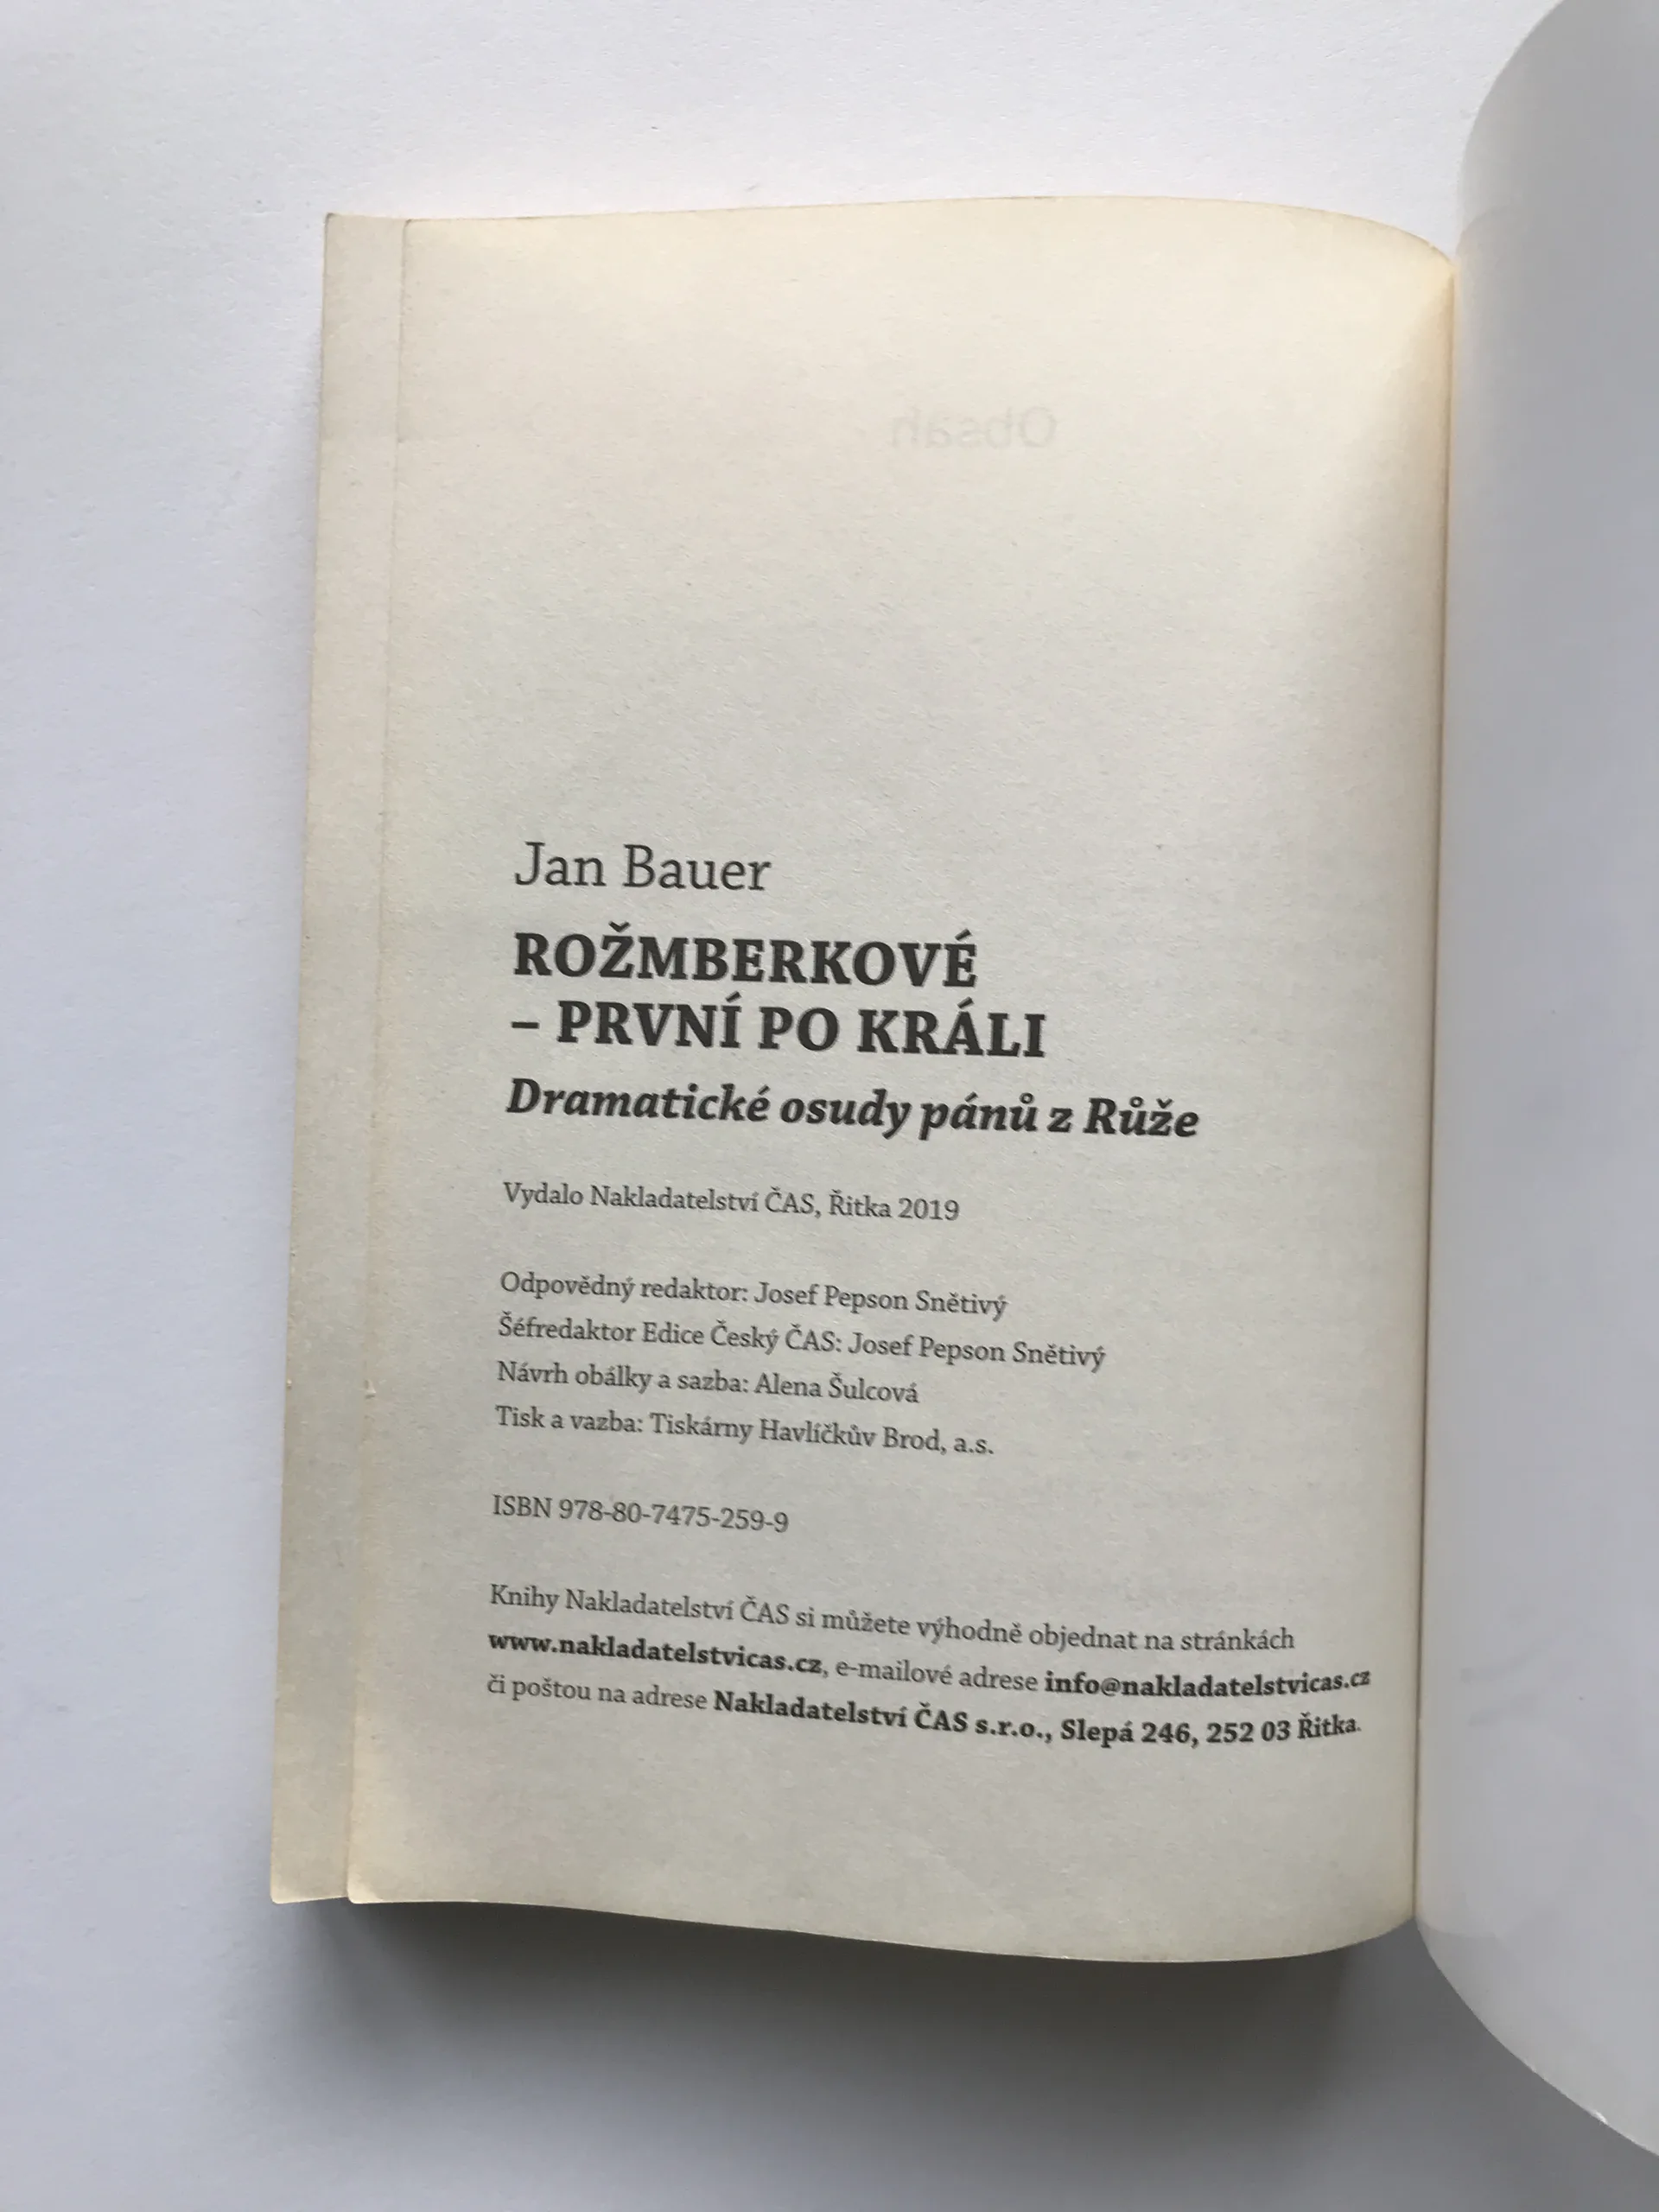 Obsah
Jan Bauer
ROŽMBERKOVÉ
– PRVNÍ PO KRÁLI
Dramatické osudy pánů z Růže
Vydalo Nakladatelství ČAS, Řitka 2019
Odpovědný redaktor: Josef Pepson Snětivý
Šéfredaktor Edice Český ČAS: Josef Pepson Snětivý
Návrh obálky a sazba: Alena Šulcová
Tisk a vazba: Tiskárny Havlíčkův Brod, a.s.
ISBN 978-80-7475-259-9
Knihy Nakladatelství ČAS si můžete výhodně objednat na stránkách
www.nakladatelstvicas.cz, e-mailové adrese info@nakladatelstvicas.cz
či poštou na adrese Nakladatelství ČAS s.r.o., Slepá 246, 252 03 Řitka.